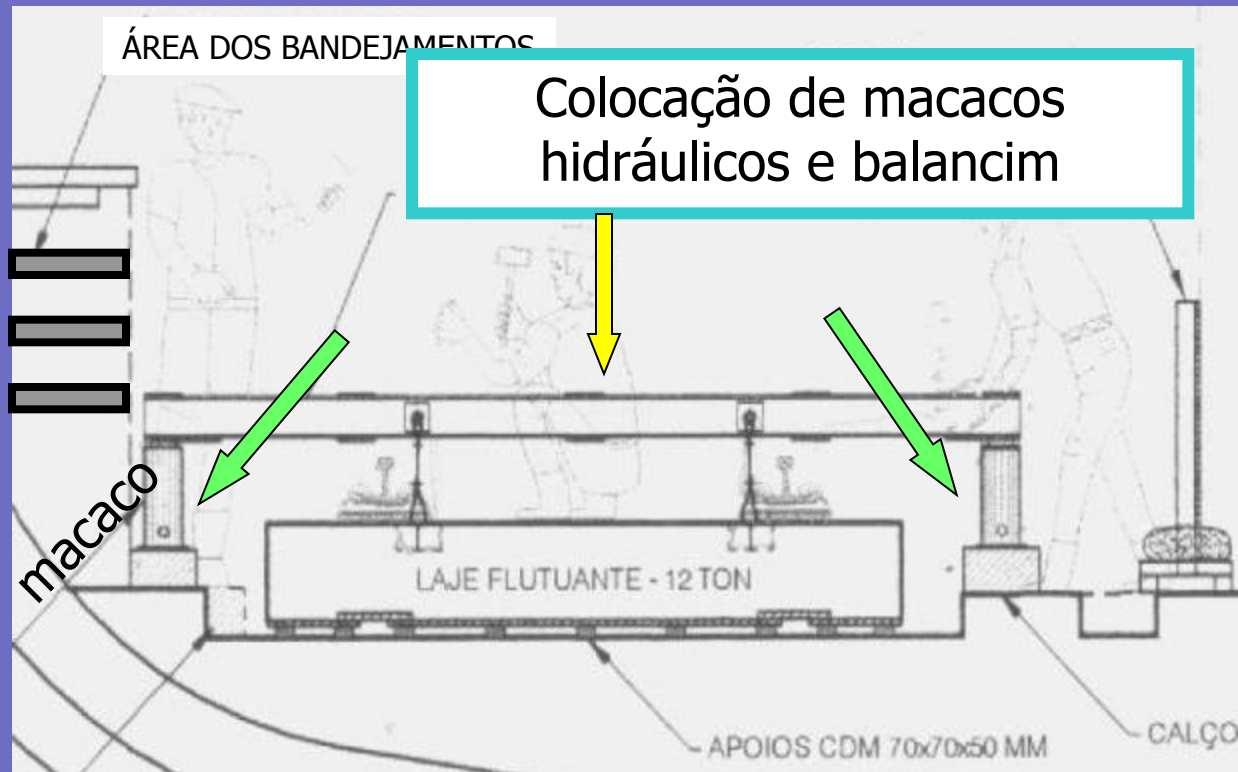 ÁREA DOS BANDEJAMENTOS
Colocação de macacos
hidráulicos e balancim
macaco
LAJE FLUTUANTE - 12 TON
APOIOS CDM 70x70x50 MM
CALÇO